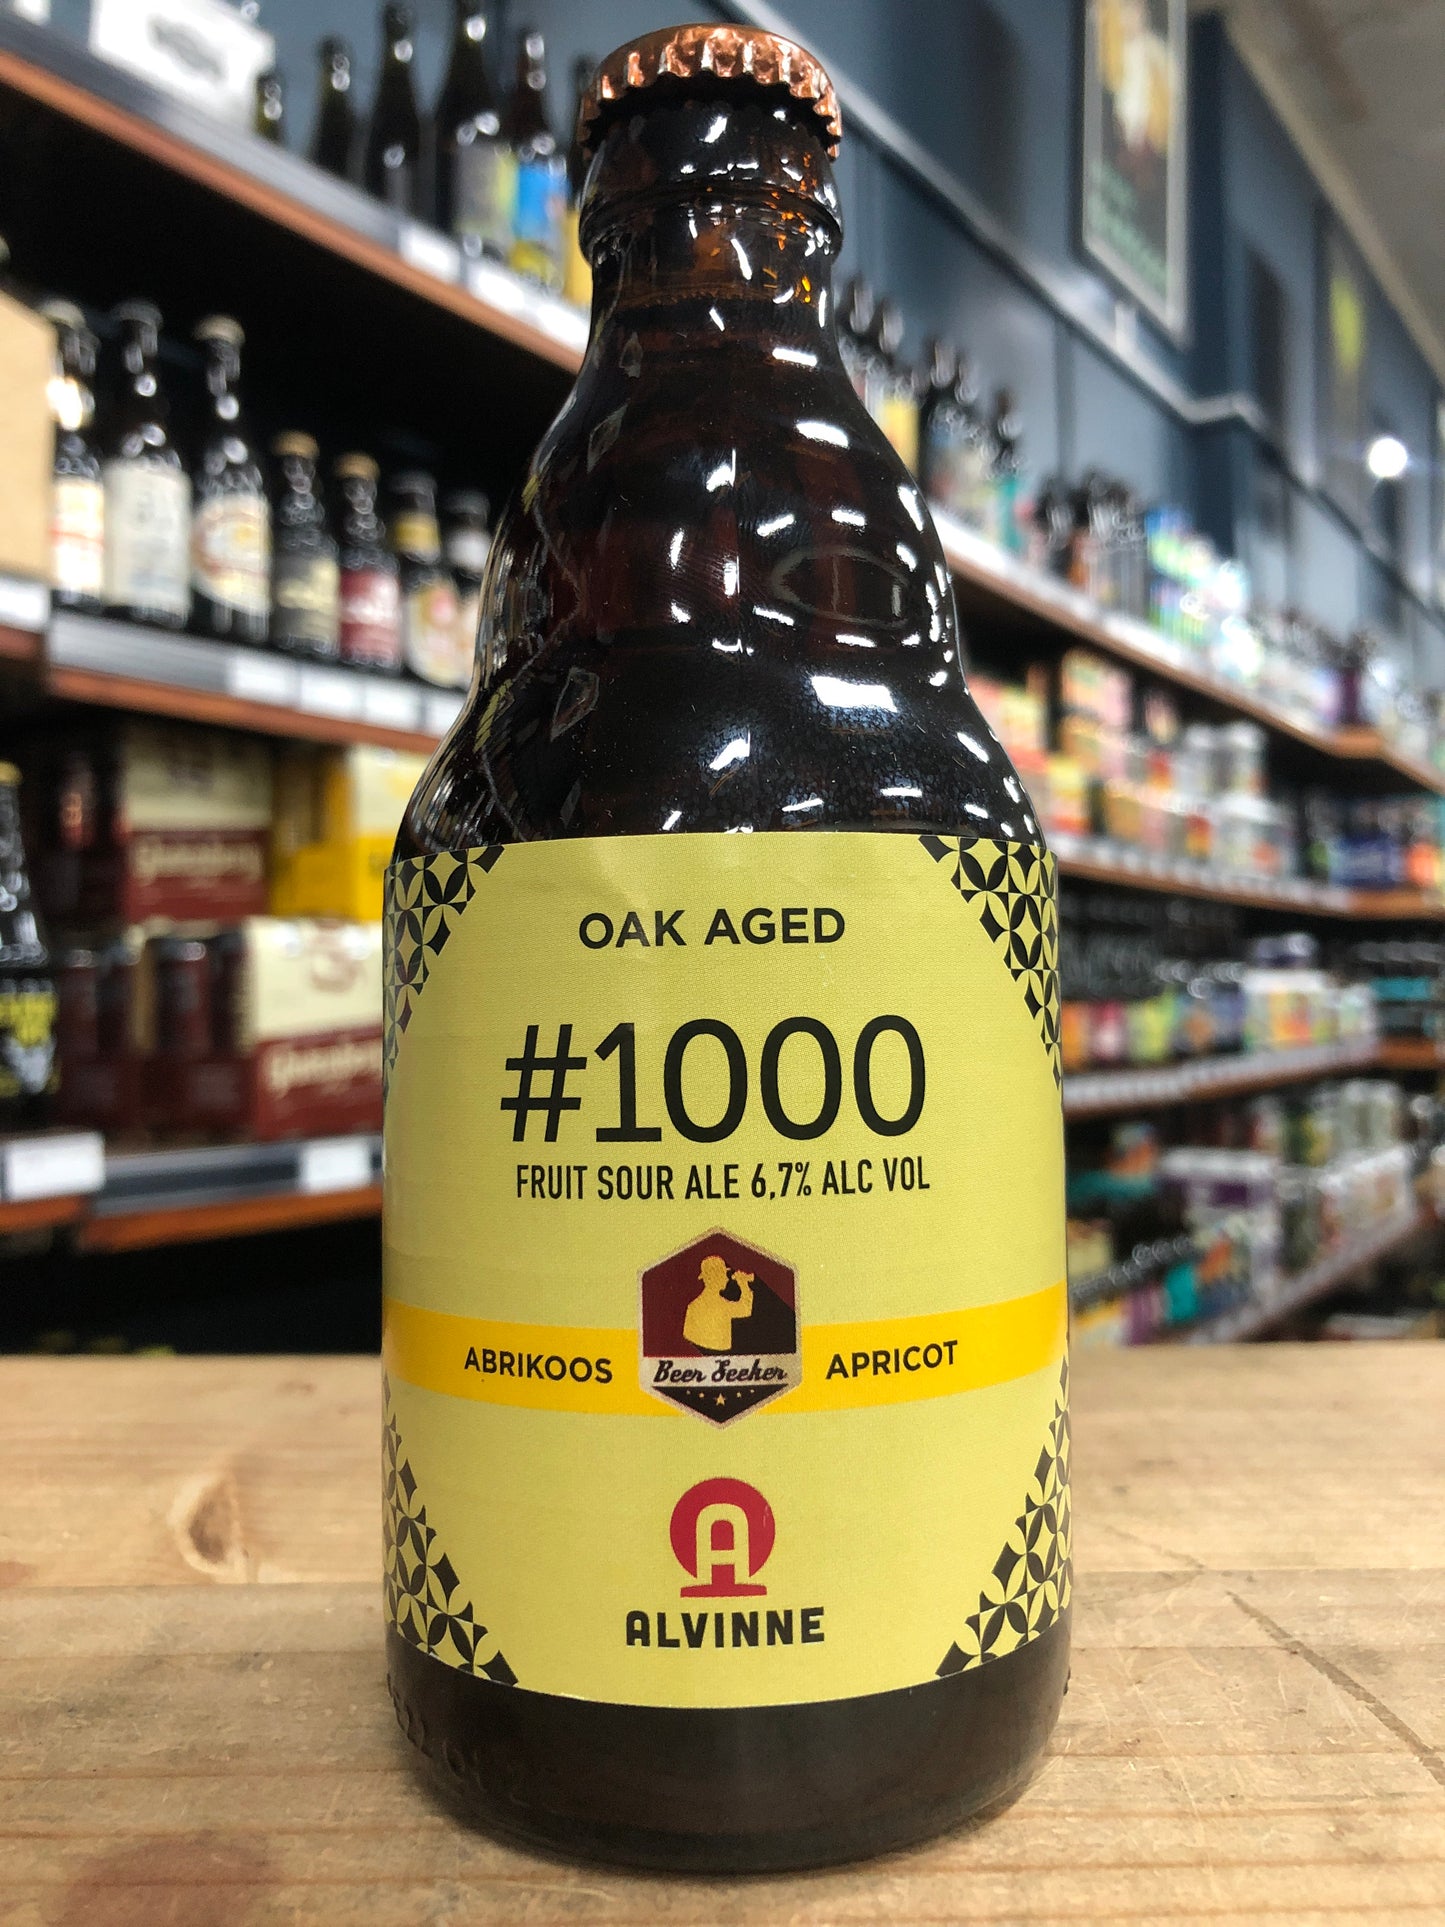 OAK AGED
#1000
FRUIT SOUR ALE 6,7% ALC VOL
ABRIKOOS
Beer Seeker
APRICOT
A
ALVINNE